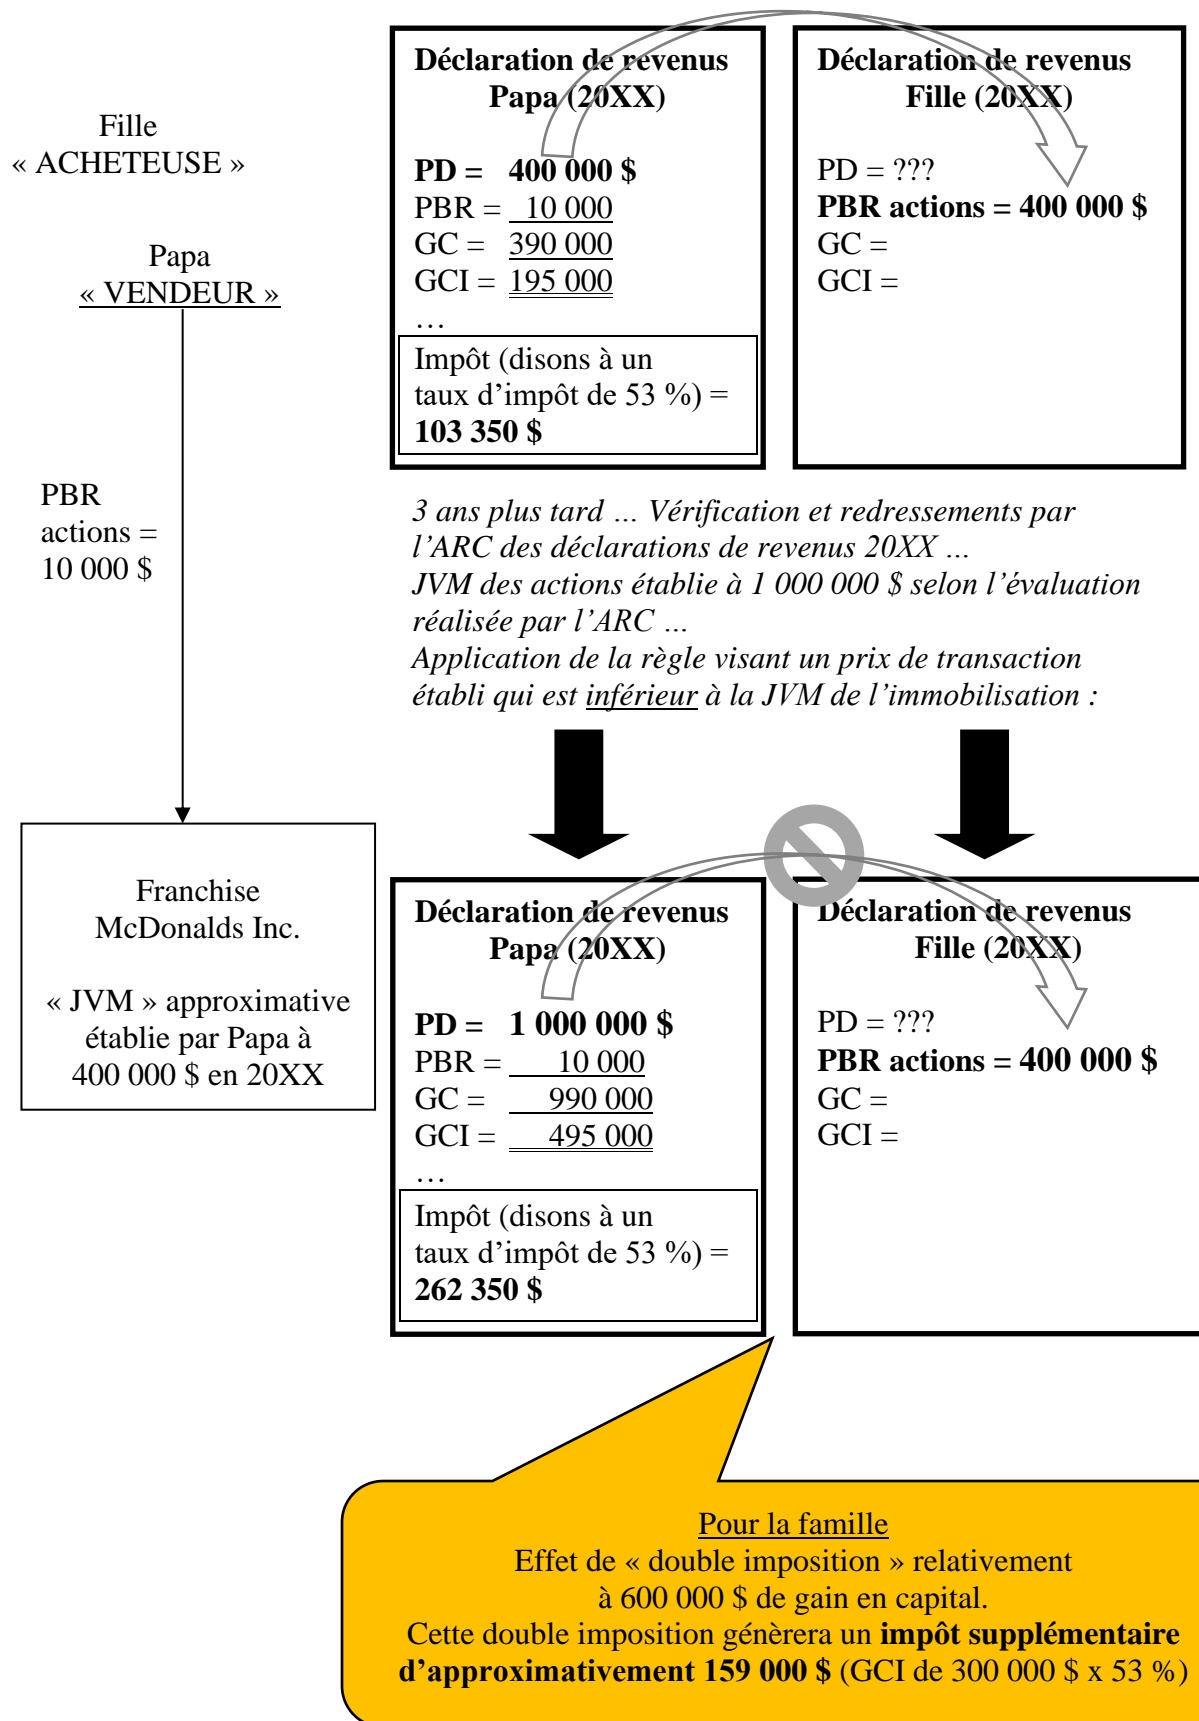 Fille
« ACHETEUSE »
Papa
« VENDEUR »
PBR
actions =
10 000 $
Franchise
McDonalds Inc.
« JVM » approximative
établie par Papa à
400 000 $ en 20XX
Déclaration de revenus
Papa (20XX)
PD = 400 000 $
PBR = 10 000
GC = 390 000
GCI = 195 000
…
Impôt (disons à un
taux d’impôt de 53 %) =
103 350 $
Déclaration de revenus
Fille (20XX)
PD = ???
PBR actions = 400 000 $
GC =
GCI =
3 ans plus tard … Vérification et redressements par
l’ARC des déclarations de revenus 20XX …
JVM des actions établie à 1 000 000 $ selon l’évaluation
réalisée par l’ARC …
Application de la règle visant un prix de transaction
établi qui est inférieur à la JVM de l’immobilisation :
Déclaration de revenus
Papa (20XX)
PD = 1 000 000 $
PBR = 10 000
GC = 990 000
GCI = 495 000
…
Impôt (disons à un
taux d’impôt de 53 %) =
262 350 $
Déclaration de revenus
Fille (20XX)
PD = ???
PBR actions = 400 000 $
GC =
GCI =
Pour la famille
Effet de « double imposition » relativement
à 600 000 $ de gain en capital.
Cette double imposition génèrera un impôt supplémentaire
d’approximativement 159 000 $ (GCI de 300 000 $ x 53 %)